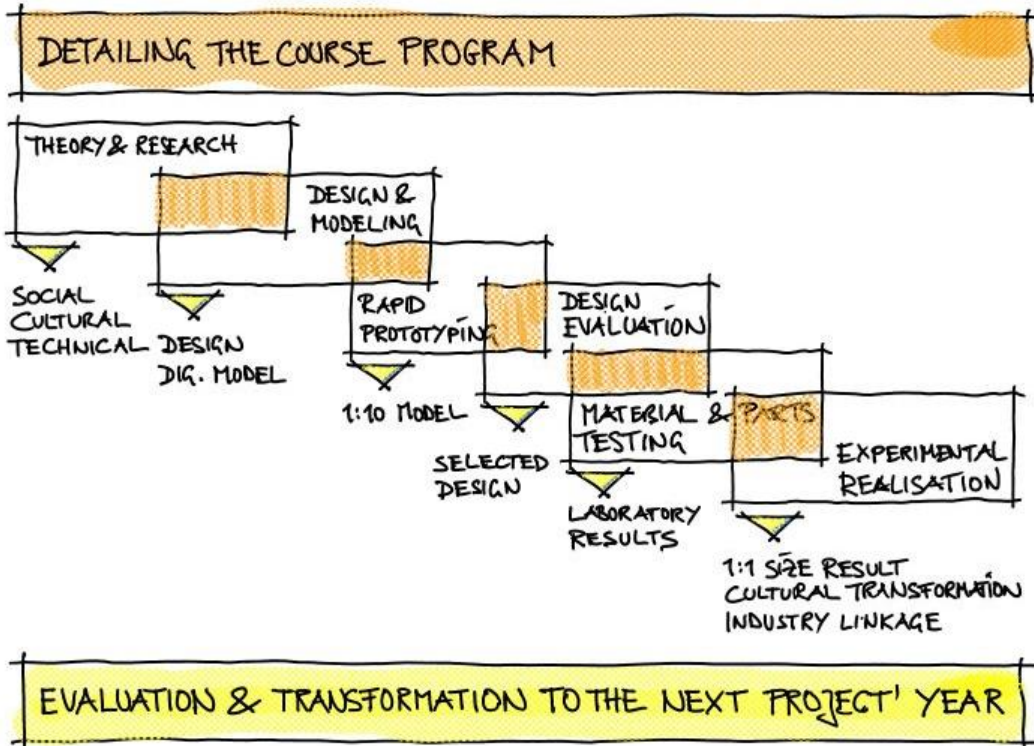 DETAILING THE COURSE PROGRAM
THEORY & RESEARCH
DESIGN &
MODELING
SOCIAL
CULTURAL
TECHNICAL
DESIGN
DIG. MODEL
RAPID
PROTOTYPING
1:10 MODEL
DESIGN
EVALUATION
SELECTED
DESIGN
MATERIAL & PARTS
TESTING
LABORATORY
RESULTS
EXPERIMENTAL
REALISATION
1:1 SIZE RESULT
CULTURAL TRANSFORMATION
INDUSTRY LINKAGE
EVALUATION & TRANSFORMATION TO THE NEXT PROJECT' YEAR